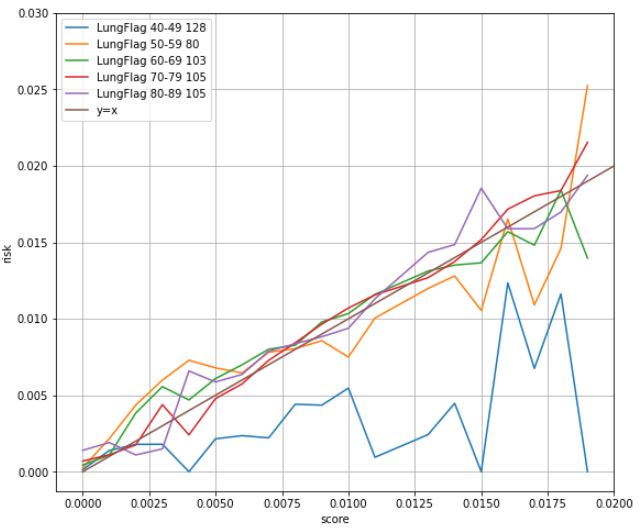 0.030
0.025
0.020
0.015
0.010
0.005
0.000
risk
LungFlag 40-49 128
LungFlag 50-59 80
LungFlag 60-69 103
LungFlag 70-79 105
LungFlag 80-89 105
y=x
0.0000 0.0025 0.0050 0.0075 0.0100 0.0125 0.0150 0.0175 0.0200
score